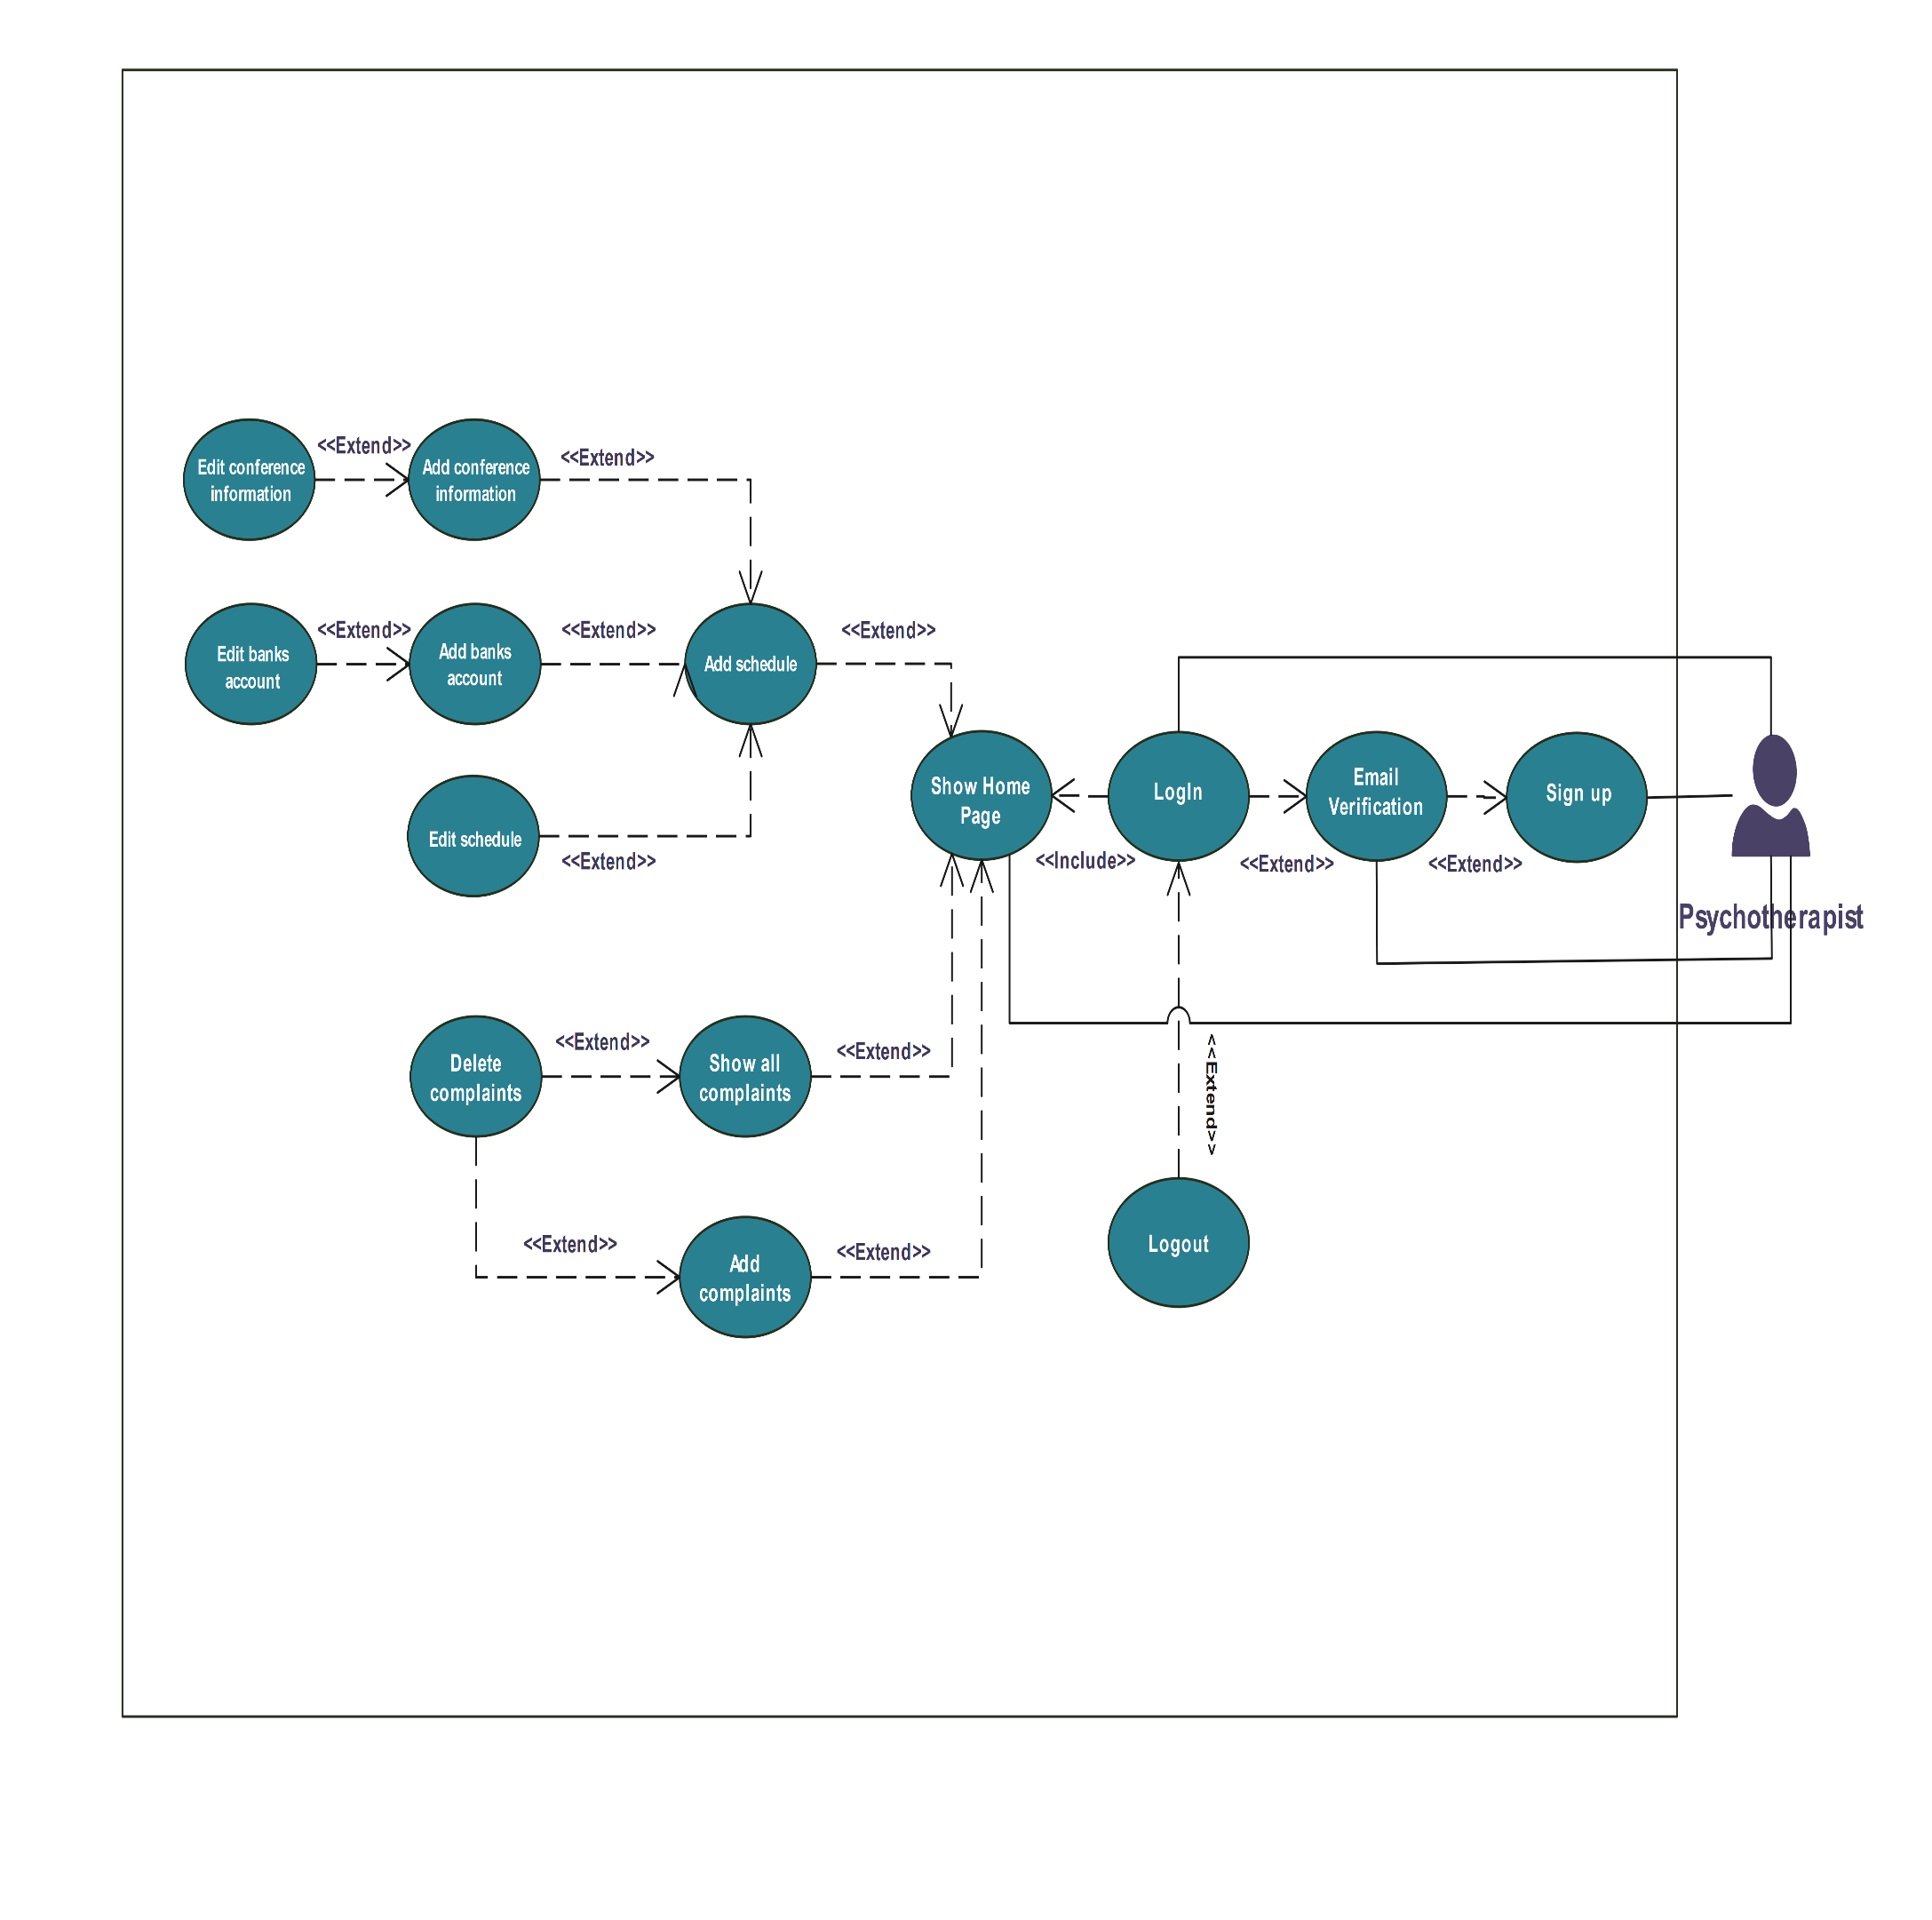 <<Extend>>
<<Extend>>
Edit conference
information
Add conference
information
<<Extend>>
<<Extend>>
<<Extend>>
Edit banks
account
Add banks
account
Add schedule
Edit schedule
<<Extend>>
Show Home
Page
LogIn
Email
Verification
Sign up
<<Include>>
<<Extend>>
<<Extend>>
Psychotherapist
<<Extend>>
Delete
complaints
Show all
complaints
<<Extend>>
<<Extend>>
<<Extend>>
Add
complaints
<<Extend>>
Logout